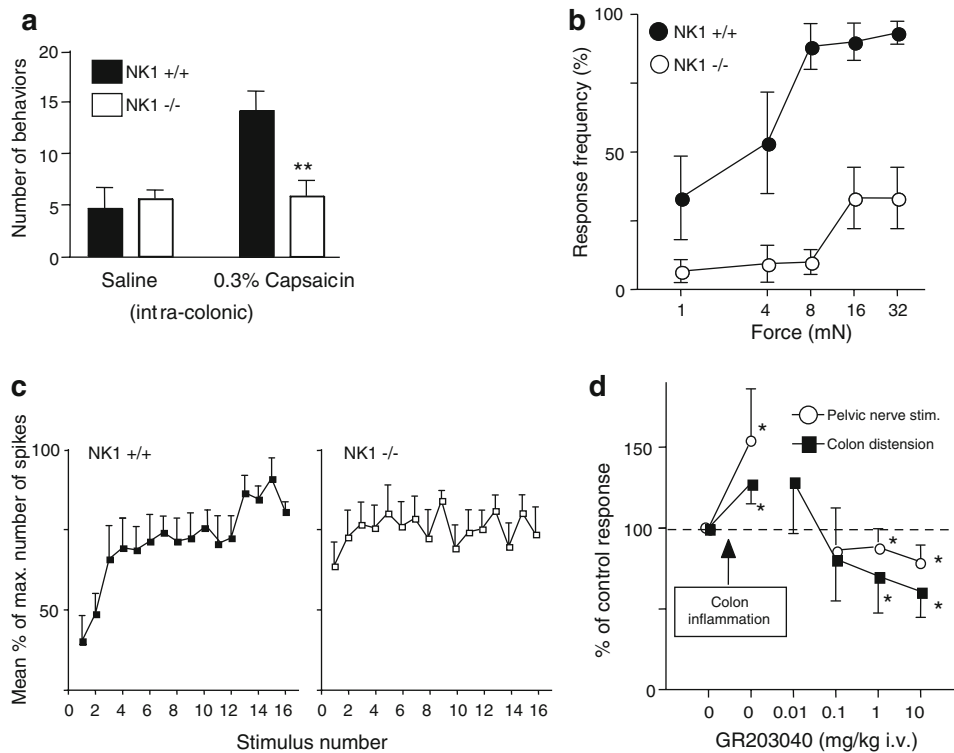 a
Number of behaviors
20
15
10
5
0
NK1 +/+
NK1 -/-
**
Saline
0.3% Capsaicin
(intra-colonic)
b
Response frequency (%)
100
50
0
NK1 +/+
NK1 -/-
1 4 8 16 32
Force (mN)
c
Mean % of max. number of spikes
100
50
NK1 +/+
NK1 -/-
0 2 4 6 8 10 12 14 16
0 2 4 6 8 10 12 14 16
Stimulus number
d
% of control response
150
100
0
Pelvic nerve stim.
Colon distension
*
*
*
*
*
*
Colon
inflammation
0 0 0.01 0.1 1 10
GR203040 (mg/kg i.v.)